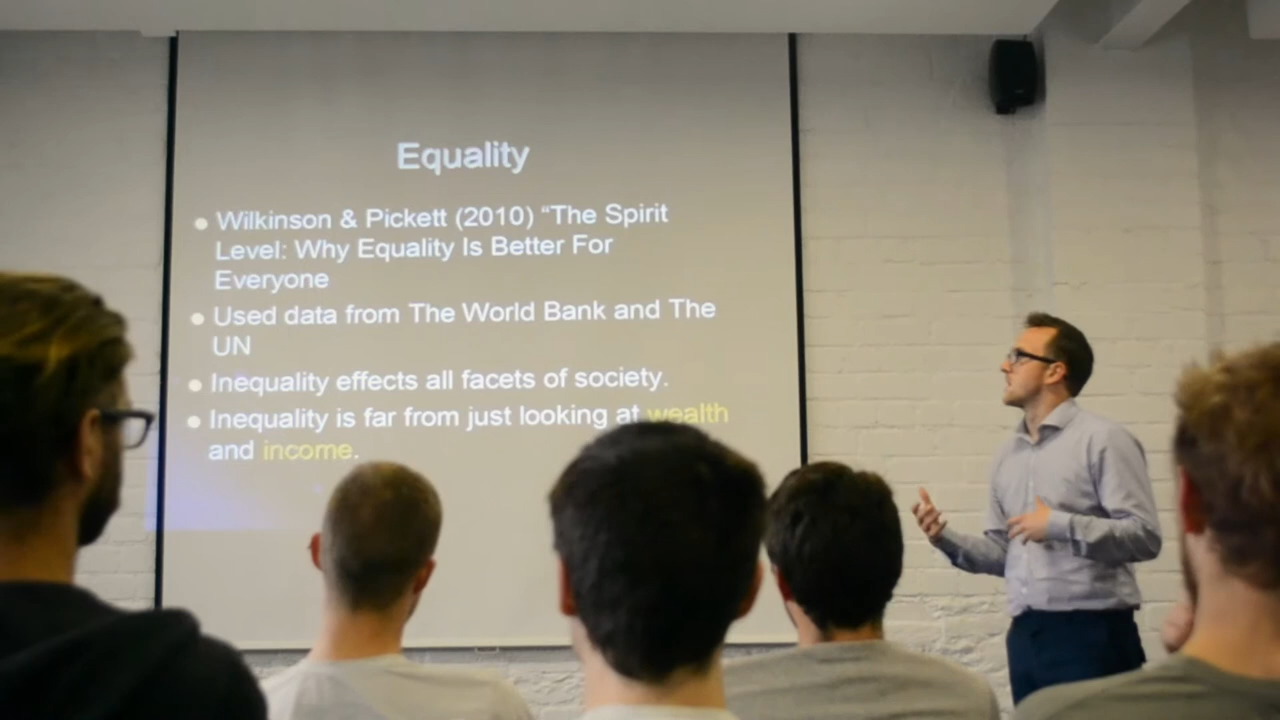 Equality
Wilkinson & Pickett (2010) “The Spirit
Level: Why Equality Is Better For
Everyone
Used data from The World Bank and The
UN
Inequality effects all facets of society.
Inequality is far from just looking at wealth
and income.